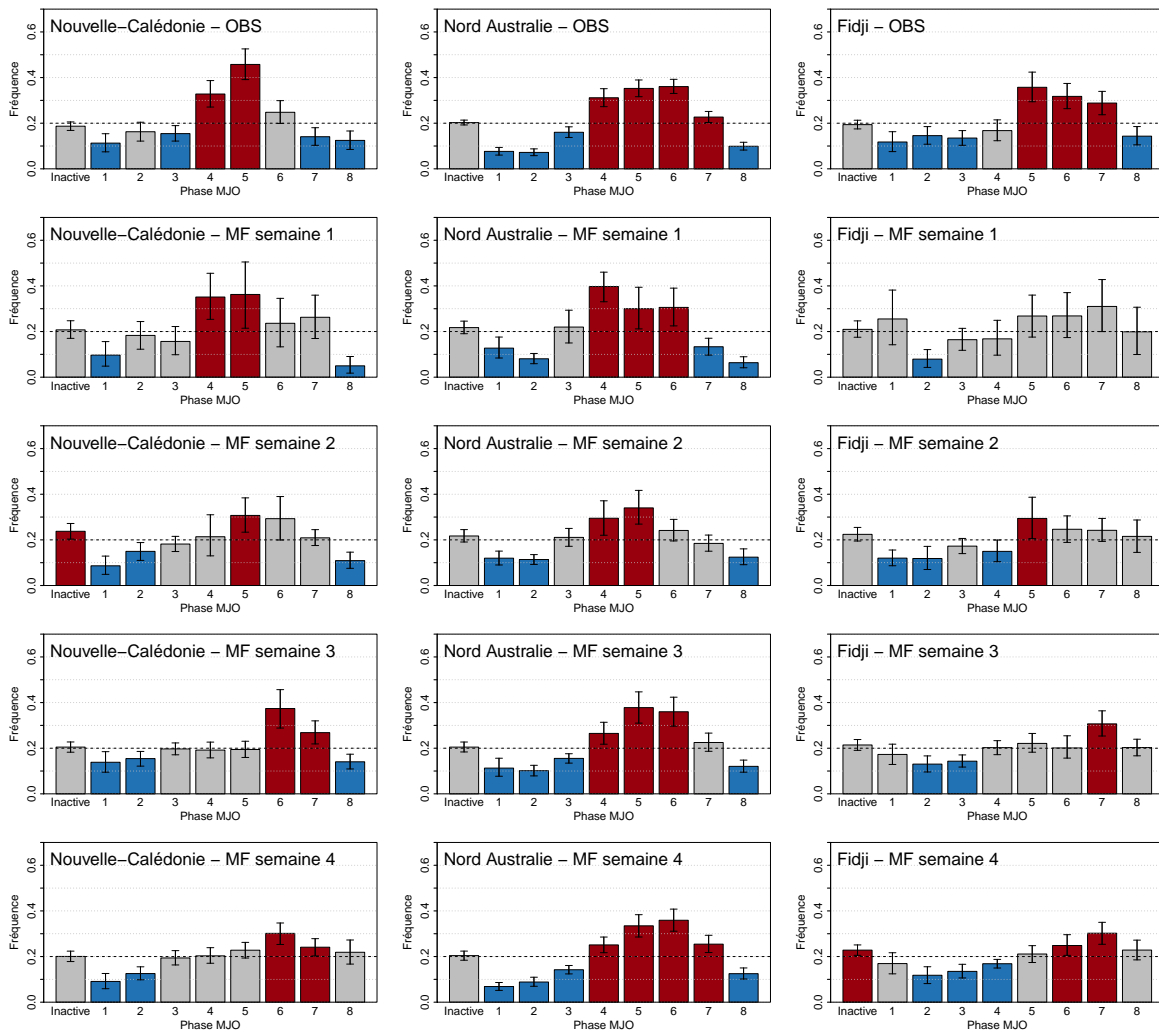 Nouvelle−Calédonie − OBS
Fréquence
0.0 0.2 0.4 0.6
Inactive 1 2 3 4 5 6 7 8
Phase MJO
Nord Australie − OBS
Fréquence
0.0 0.2 0.4 0.6
Inactive 1 2 3 4 5 6 7 8
Phase MJO
Fidji − OBS
Fréquence
0.0 0.2 0.4 0.6
Inactive 1 2 3 4 5 6 7 8
Phase MJO
Nouvelle−Calédonie − MF semaine 1
Fréquence
0.0 0.2 0.4 0.6
Inactive 1 2 3 4 5 6 7 8
Phase MJO
Nord Australie − MF semaine 1
Fréquence
0.0 0.2 0.4 0.6
Inactive 1 2 3 4 5 6 7 8
Phase MJO
Fidji − MF semaine 1
Fréquence
0.0 0.2 0.4 0.6
Inactive 1 2 3 4 5 6 7 8
Phase MJO
Nouvelle−Calédonie − MF semaine 2
Fréquence
0.0 0.2 0.4 0.6
Inactive 1 2 3 4 5 6 7 8
Phase MJO
Nord Australie − MF semaine 2
Fréquence
0.0 0.2 0.4 0.6
Inactive 1 2 3 4 5 6 7 8
Phase MJO
Fidji − MF semaine 2
Fréquence
0.0 0.2 0.4 0.6
Inactive 1 2 3 4 5 6 7 8
Phase MJO
Nouvelle−Calédonie − MF semaine 3
Fréquence
0.0 0.2 0.4 0.6
Inactive 1 2 3 4 5 6 7 8
Phase MJO
Nord Australie − MF semaine 3
Fréquence
0.0 0.2 0.4 0.6
Inactive 1 2 3 4 5 6 7 8
Phase MJO
Fidji − MF semaine 3
Fréquence
0.0 0.2 0.4 0.6
Inactive 1 2 3 4 5 6 7 8
Phase MJO
Nouvelle−Calédonie − MF semaine 4
Fréquence
0.0 0.2 0.4 0.6
Inactive 1 2 3 4 5 6 7 8
Phase MJO
Nord Australie − MF semaine 4
Fréquence
0.0 0.2 0.4 0.6
Inactive 1 2 3 4 5 6 7 8
Phase MJO
Fidji − MF semaine 4
Fréquence
0.0 0.2 0.4 0.6
Inactive 1 2 3 4 5 6 7 8
Phase MJO